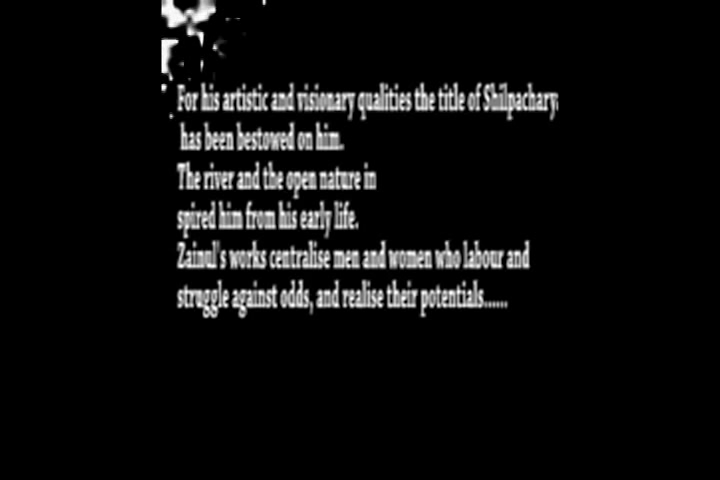 For his artistic and visionary qualities the title of Shilpachary
has been bestowed on him.
The river and the open nature in
spired him from his early life.
Zainul's works centralise men and women who labour and
struggle against odds, and realise their potentials......